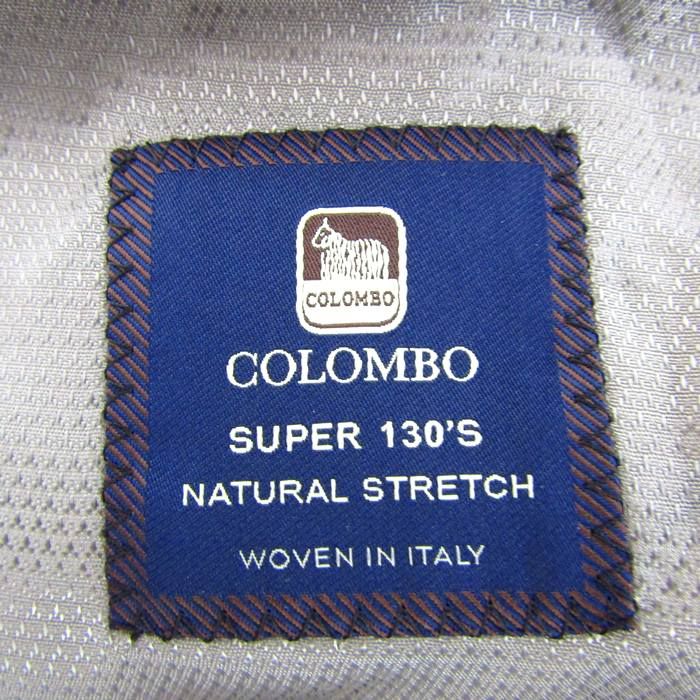 COLOMBO
COLOMBO
SUPER 130'S
NATURAL STRETCH
WOVEN IN ITALY